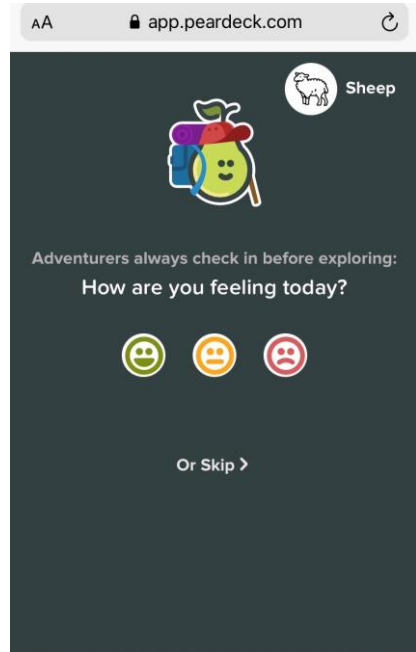 AA app.peardeck.com
Sheep
Adventurers always check in before exploring:
How are you feeling today?
Or Skip >